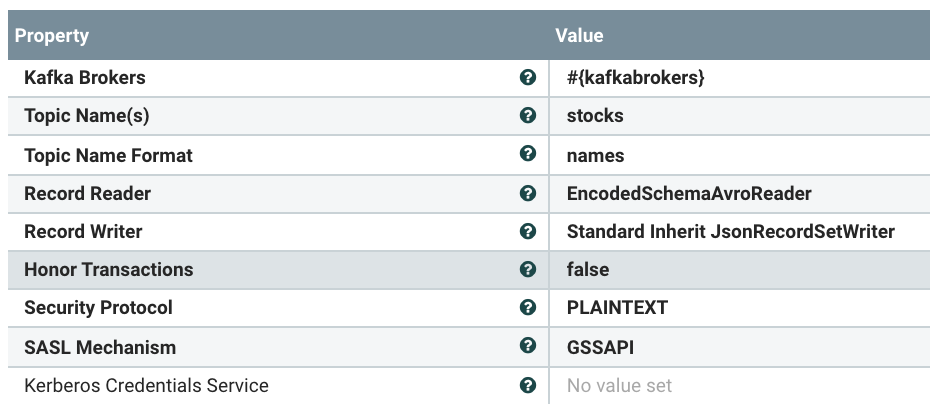 Property Value
Kafka Brokers ? #{kafkabrokers}
Topic Name(s) ? stocks
Topic Name Format ? names
Record Reader ? EncodedSchemaAvroReader
Record Writer ? Standard Inherit JsonRecordSetWriter
Honor Transactions ? false
Security Protocol ? PLAINTEXT
SASL Mechanism ? GSSAPI
Kerberos Credentials Service ? No value set